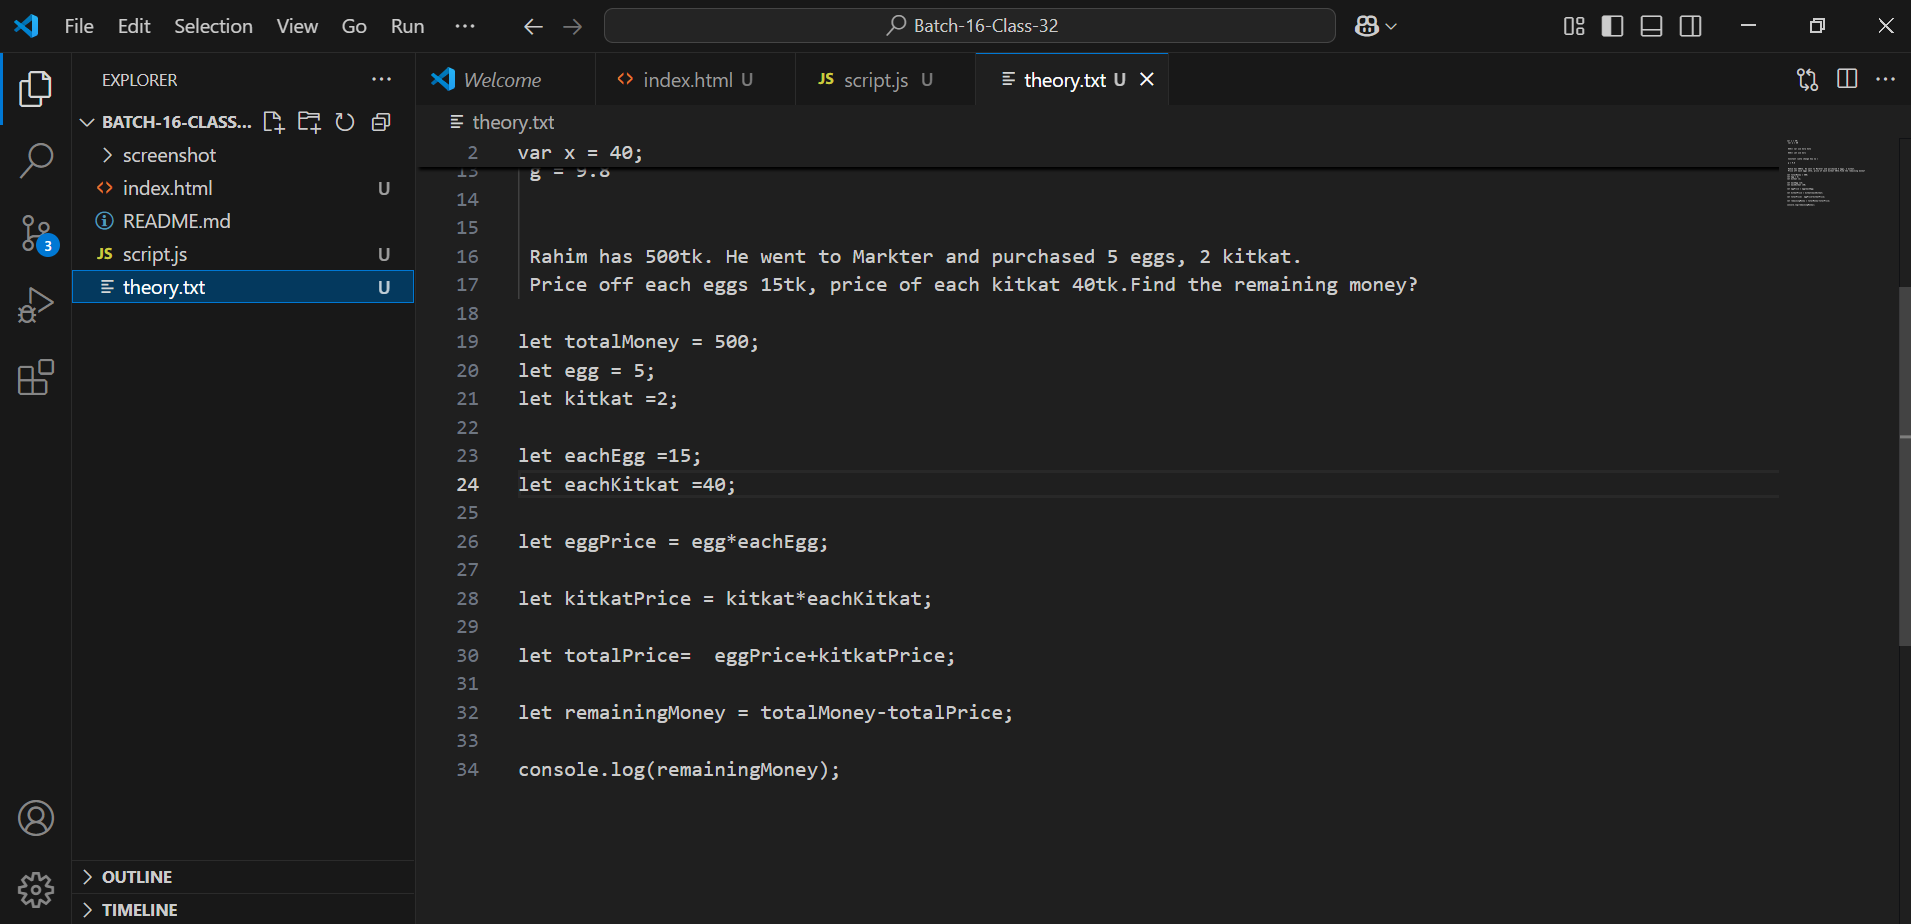 File Edit Selection View Go Run ··· Batch-16-Class-32
EXPLORER ···
BATCH-16-CLASS...
screenshot
index.html U
README.md
JS script.js U
theory.txt U
3
OUTLINE
TIMELINE
Welcome index.html U JS script.js U theory.txt U
theory.txt
2 var x = 40;
13 g = 9.8
14
15
16 Rahim has 500tk. He went to Markter and purchased 5 eggs, 2 kitkat.
17 Price off each eggs 15tk, price of each kitkat 40tk.Find the remaining money?
18
19 let totalMoney = 500;
20 let egg = 5;
21 let kitkat =2;
22
23 let eachEgg =15;
24 let eachKitkat =40;
25
26 let eggPrice = egg*eachEgg;
27
28 let kitkatPrice = kitkat*eachKitkat;
29
30 let totalPrice=  eggPrice+kitkatPrice;
31
32 let remainingMoney = totalMoney-totalPrice;
33
34 console.log(remainingMoney);